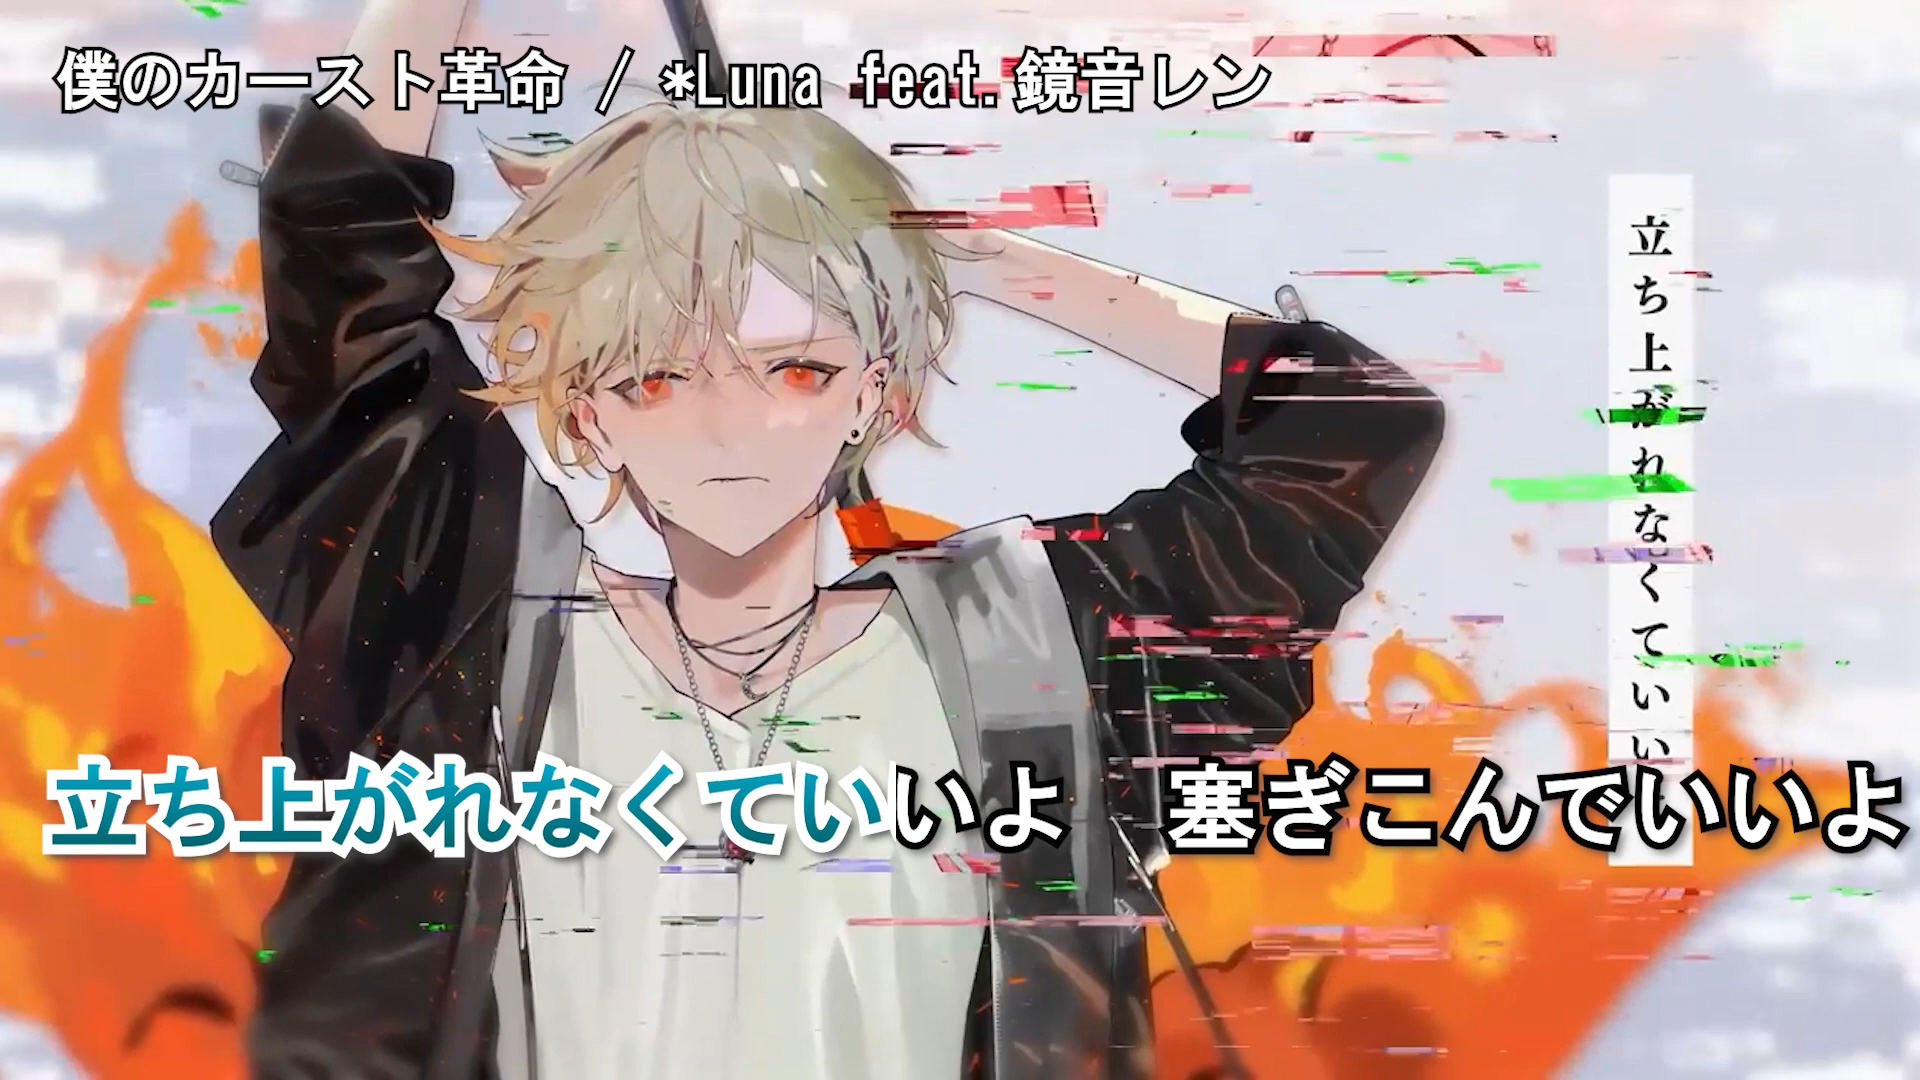 僕のカースト革命 / *Luna feat.鏡音レン
立ち上がれなくていい
立ち上がれなくていいよ　塞ぎこんでいいよ